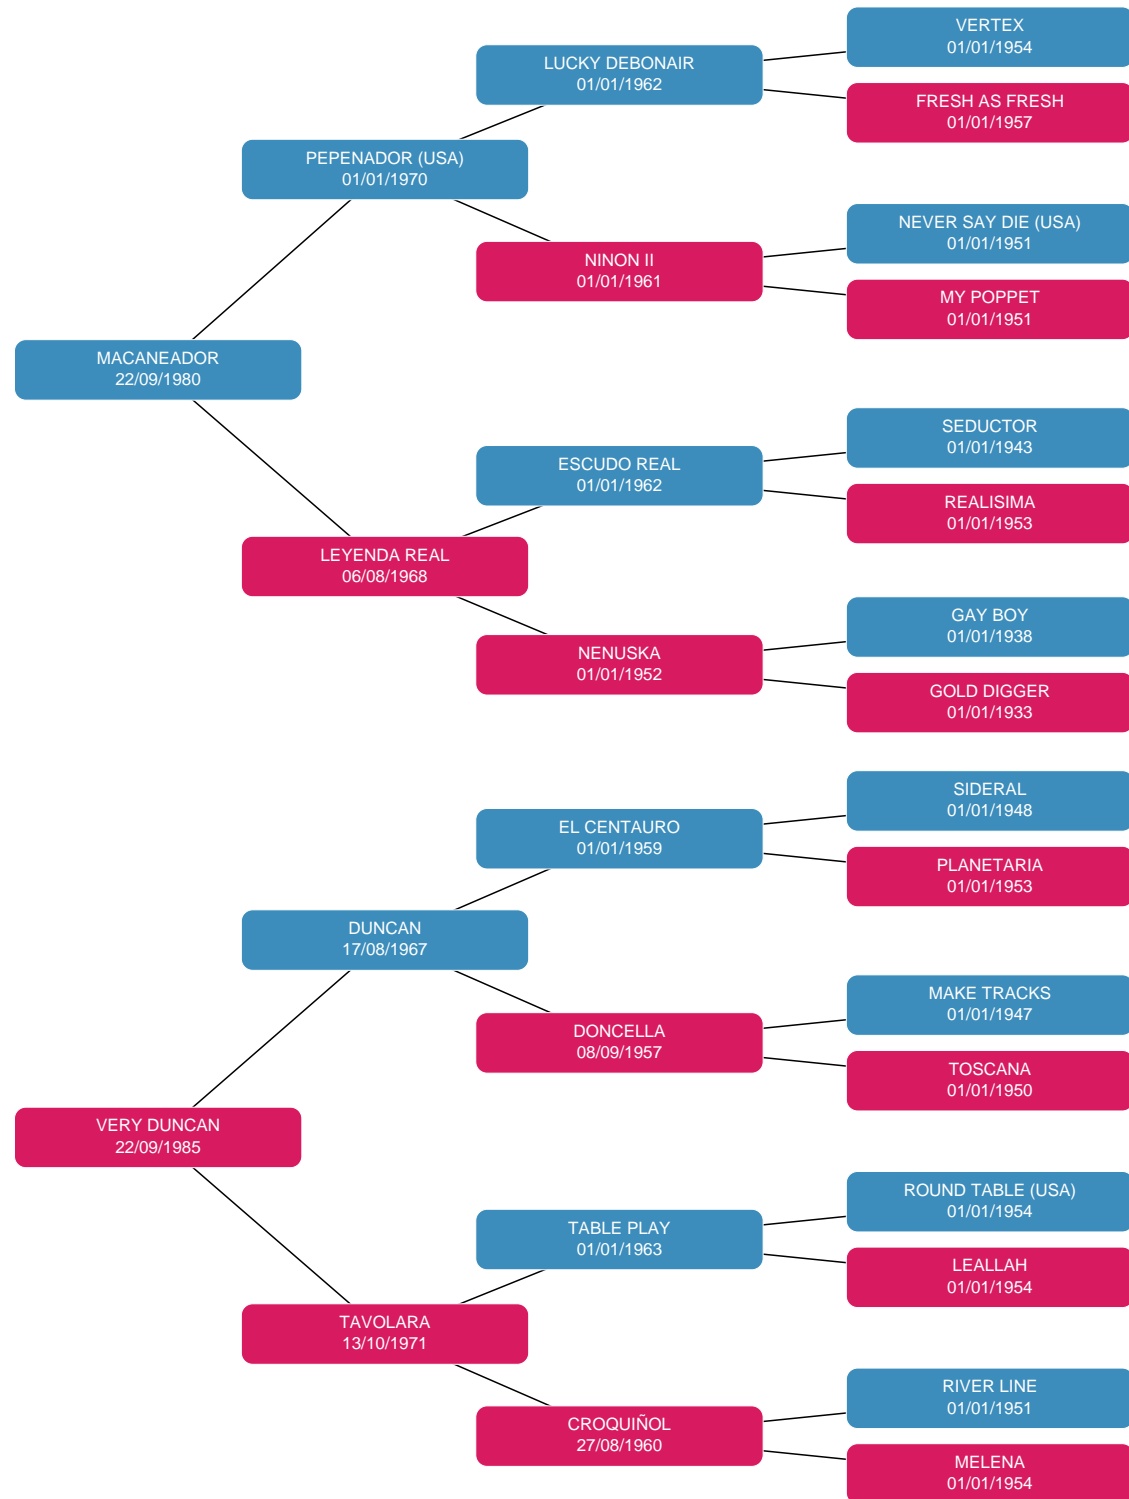 VERTEX
01/01/1954
LUCKY DEBONAIR
01/01/1962
FRESH AS FRESH
01/01/1957
PEPENADOR (USA)
01/01/1970
NEVER SAY DIE (USA)
01/01/1951
NINON II
01/01/1961
MY POPPET
01/01/1951
MACANEADOR
22/09/1980
SEDUCTOR
01/01/1943
ESCUDO REAL
01/01/1962
REALISIMA
01/01/1953
LEYENDA REAL
06/08/1968
GAY BOY
01/01/1938
NENUSKA
01/01/1952
GOLD DIGGER
01/01/1933
SIDERAL
01/01/1948
EL CENTAURO
01/01/1959
PLANETARIA
01/01/1953
DUNCAN
17/08/1967
MAKE TRACKS
01/01/1947
DONCELLA
08/09/1957
TOSCANA
01/01/1950
VERY DUNCAN
22/09/1985
ROUND TABLE (USA)
01/01/1954
TABLE PLAY
01/01/1963
LEALLAH
01/01/1954
TAVOLARA
13/10/1971
RIVER LINE
01/01/1951
CROQUIÑOL
27/08/1960
MELENA
01/01/1954